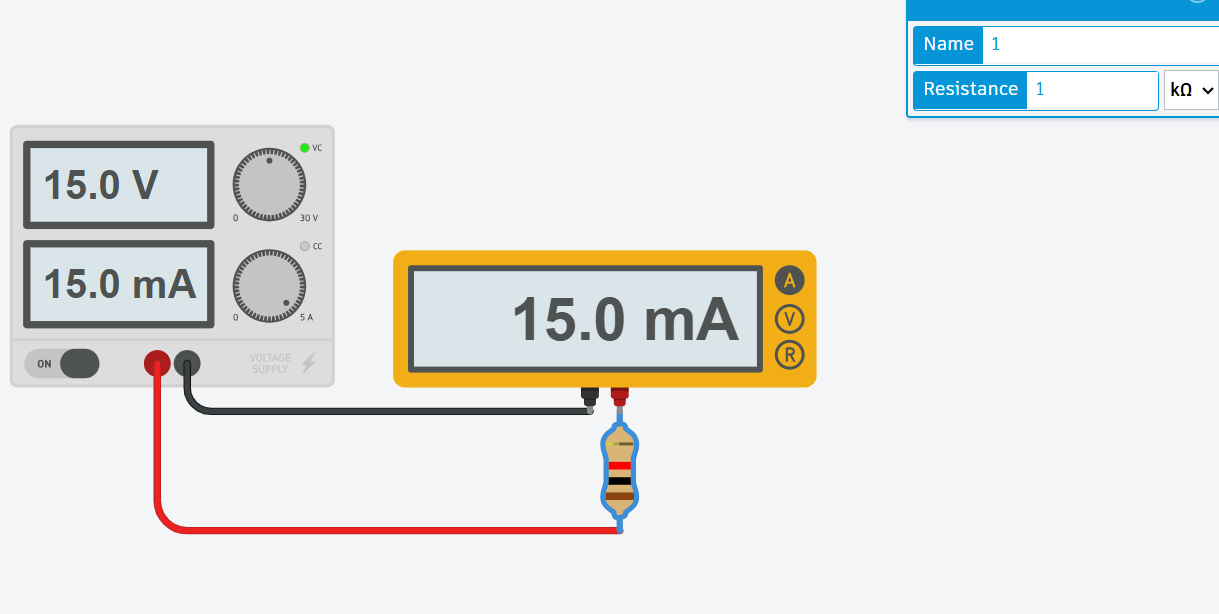 Name 1
Resistance 1 kΩ
15.0 V
VC
0 30 V
15.0 mA
CC
0 5 A
ON
VOLTAGE
SUPPLY
15.0 mA
A
V
R